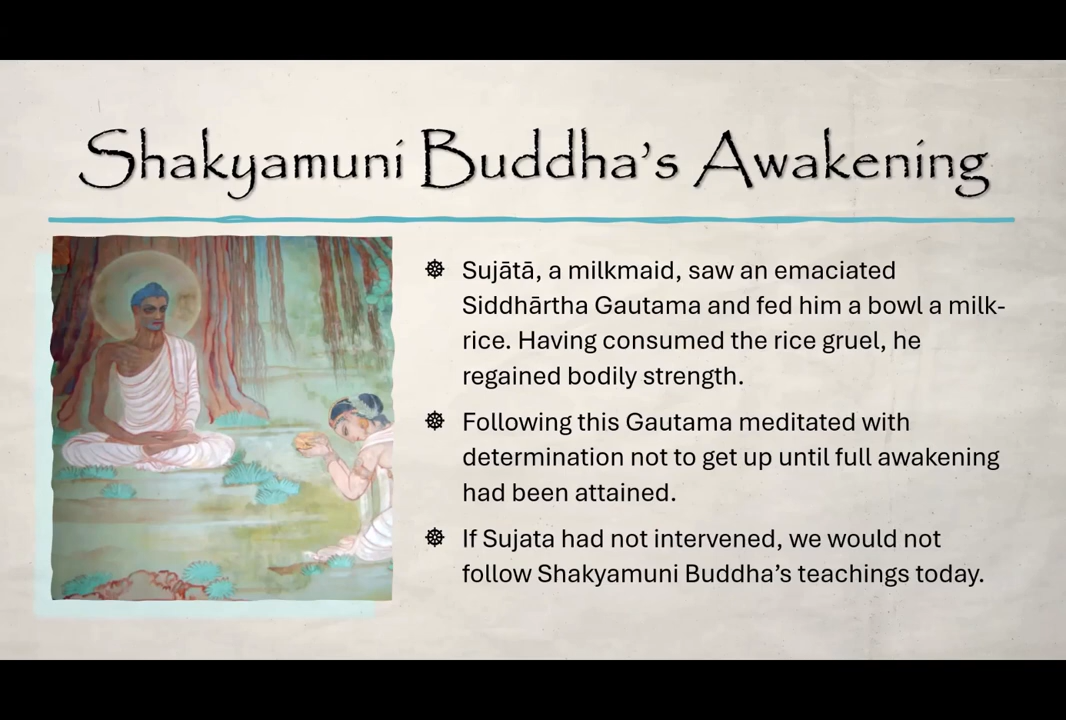 Shakyamuni Buddha’s Awakening
Sujātā, a milkmaid, saw an emaciated
Siddhārtha Gautama and fed him a bowl a milk-
rice. Having consumed the rice gruel, he
regained bodily strength.
Following this Gautama meditated with
determination not to get up until full awakening
had been attained.
If Sujata had not intervened, we would not
follow Shakyamuni Buddha’s teachings today.